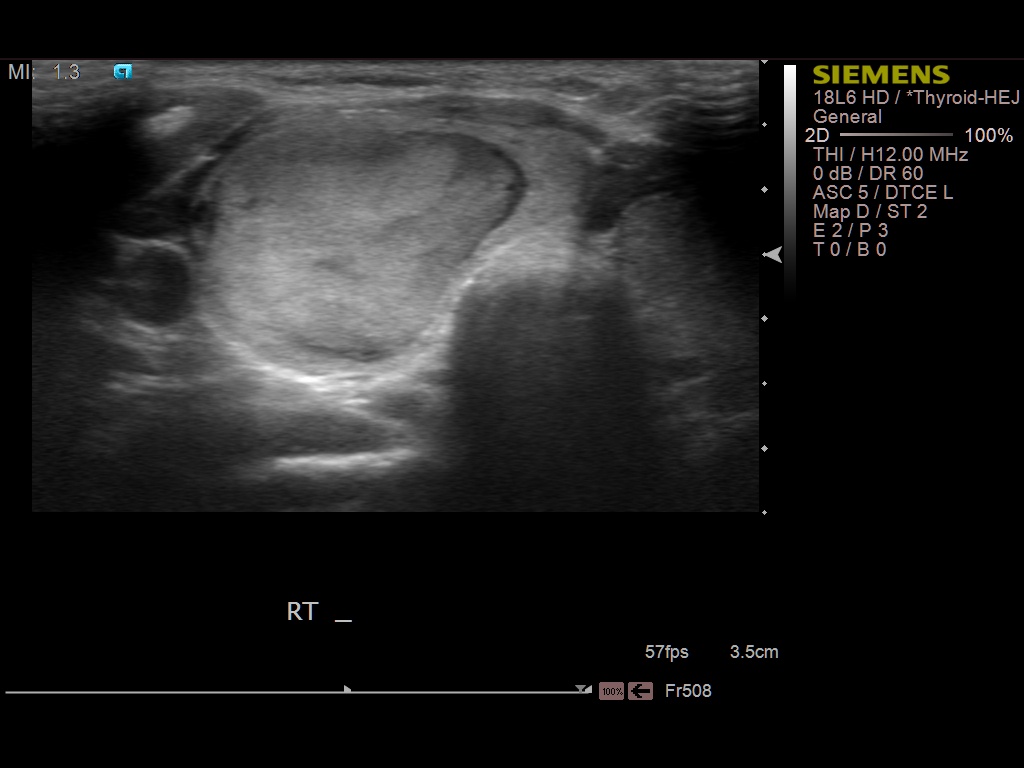 MI: 1.3
SIEMENS
18L6 HD / *Thyroid-HEJ
General
2D 100%
THI / H12.00 MHz
0 dB / DR 60
ASC 5 / DTCE L
Map D / ST 2
E 2 / P 3
T 0 / B 0
RT _
57fps 3.5cm
100% Fr508